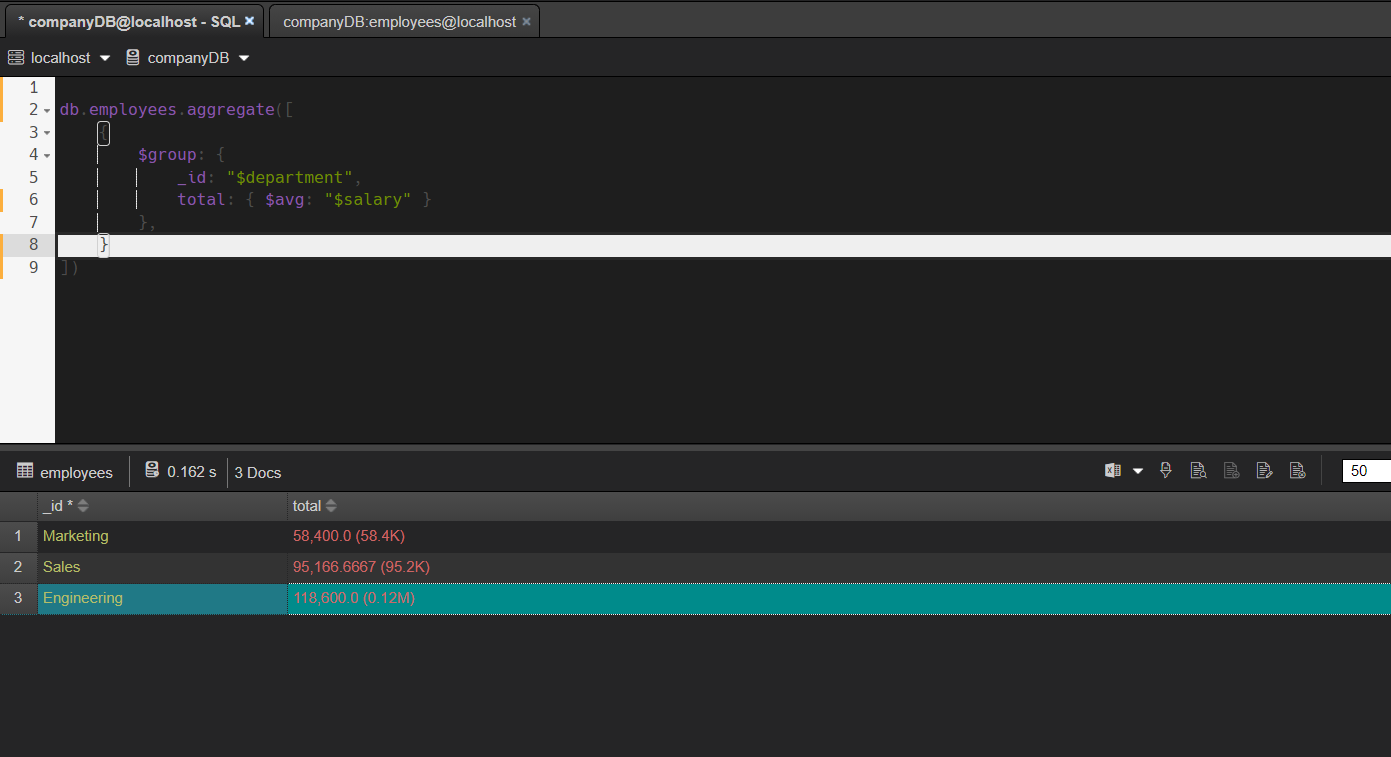 * companyDB@localhost - SQL × companyDB:employees@localhost ×
localhost companyDB
1
2 db.employees.aggregate([
3 {
4 $group: {
5 _id: "$department",
6 total: { $avg: "$salary" }
7 },
8 }
9 ])
employees 0.162 s 3 Docs 50
_id * total
1 Marketing 58,400.0 (58.4K)
2 Sales 95,166.6667 (95.2K)
3 Engineering 118,600.0 (0.12M)